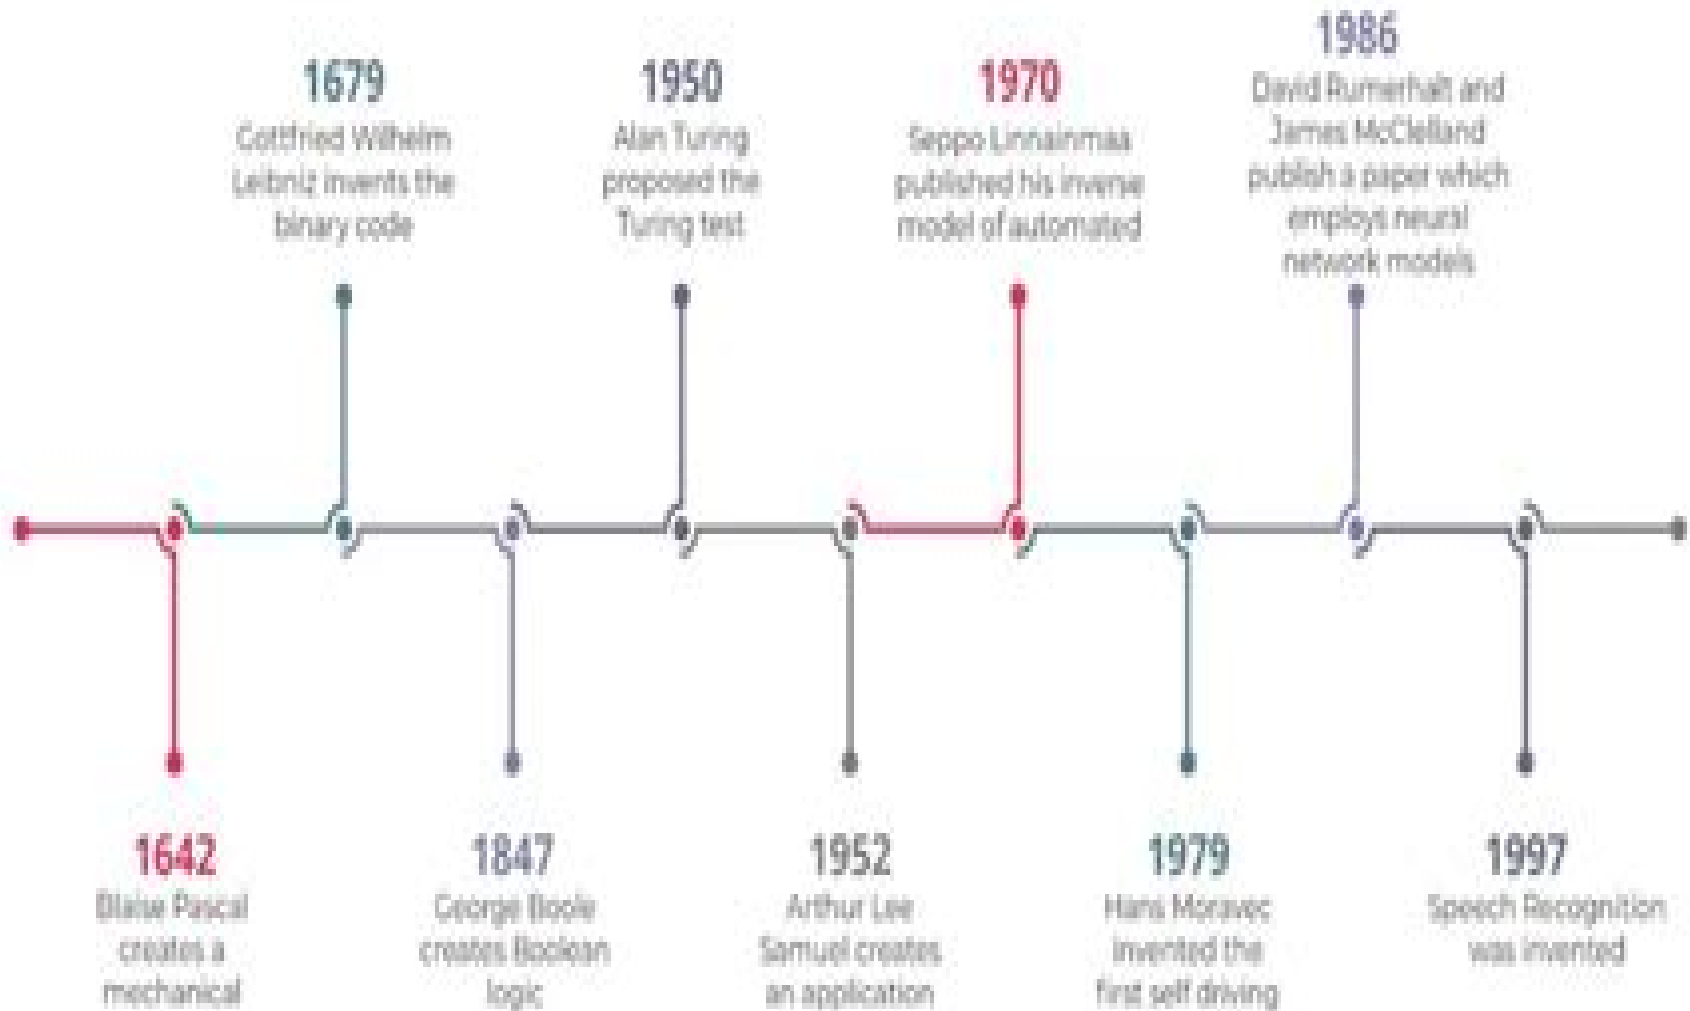 1679
Gottfried Wilhelm
Leibniz invents the
binary code
1950
Alan Turing
proposed the
Turing test
1970
Seppo Linnainmaa
published his inverse
model of automated
1986
David Rumerhalt and
James McClelland
publish a paper which
employs neural
network models
1642
Blaise Pascal
creates a
mechanical
1847
George Boole
creates Boolean
logic
1952
Arthur Lee
Samuel creates
an application
1979
Hans Moravec
invented the
first self driving
1997
Speech Recognition
was invented